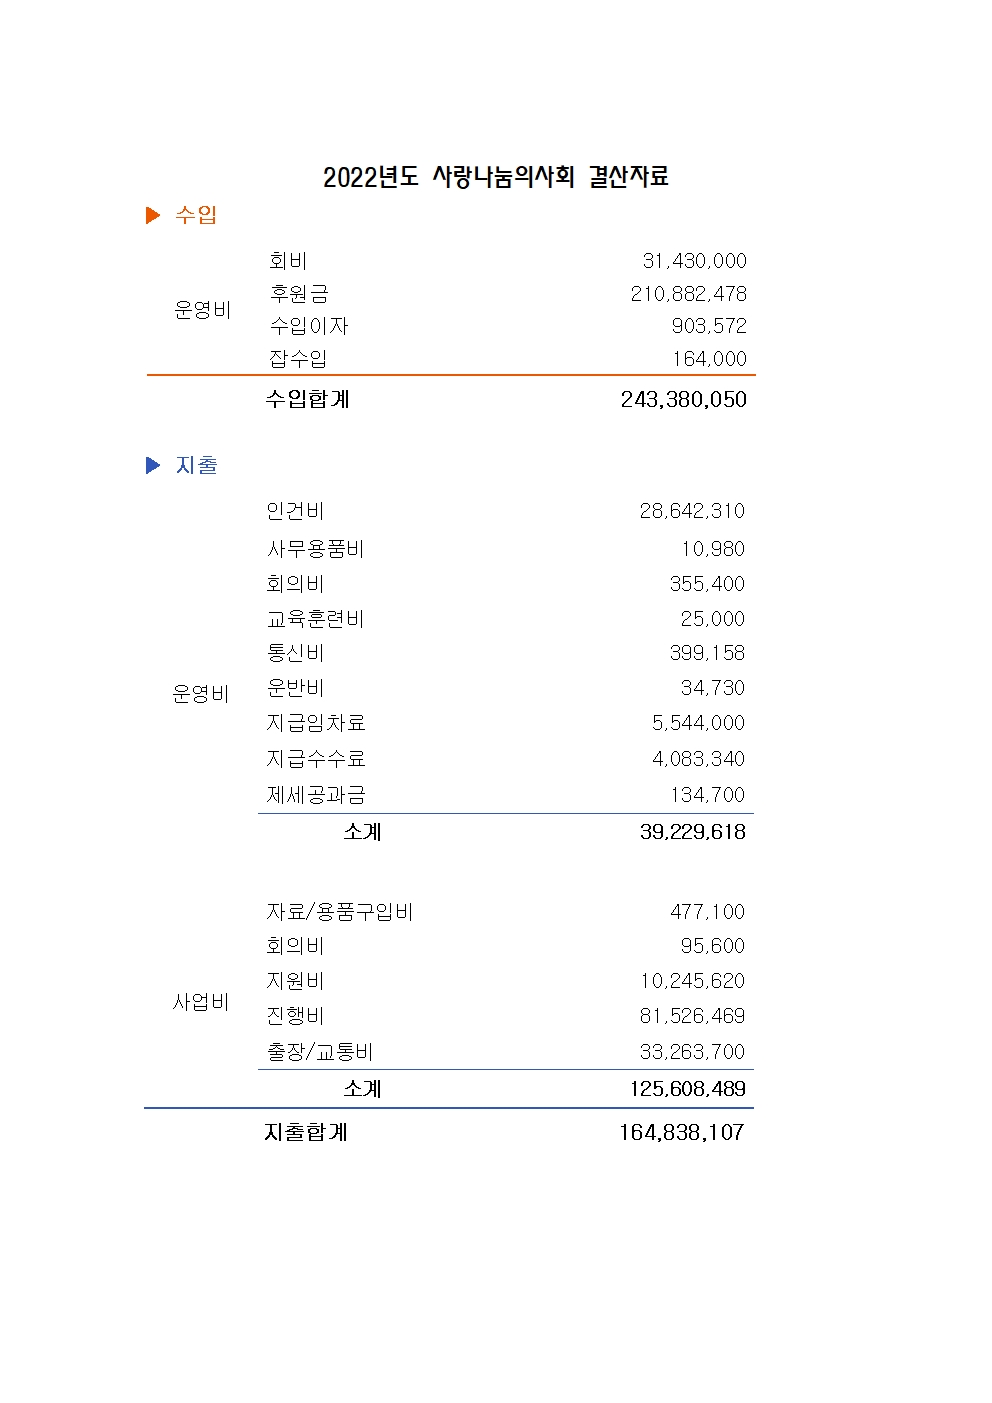 2022년도 사랑나눔의사회 결산자료
▶ 수입
회비 31,430,000
후원금 210,882,478
운영비
수입이자 903,572
잡수입 164,000
수입합계 243,380,050
▶ 지출
인건비 28,642,310
사무용품비 10,980
회의비 355,400
교육훈련비 25,000
통신비 399,158
운영비 운반비 34,730
지급임차료 5,544,000
지급수수료 4,083,340
제세공과금 134,700
소계 39,229,618
자료/용품구입비 477,100
회의비 95,600
지원비 10,245,620
사업비
진행비 81,526,469
출장/교통비 33,263,700
소계 125,608,489
지출합계 164,838,107